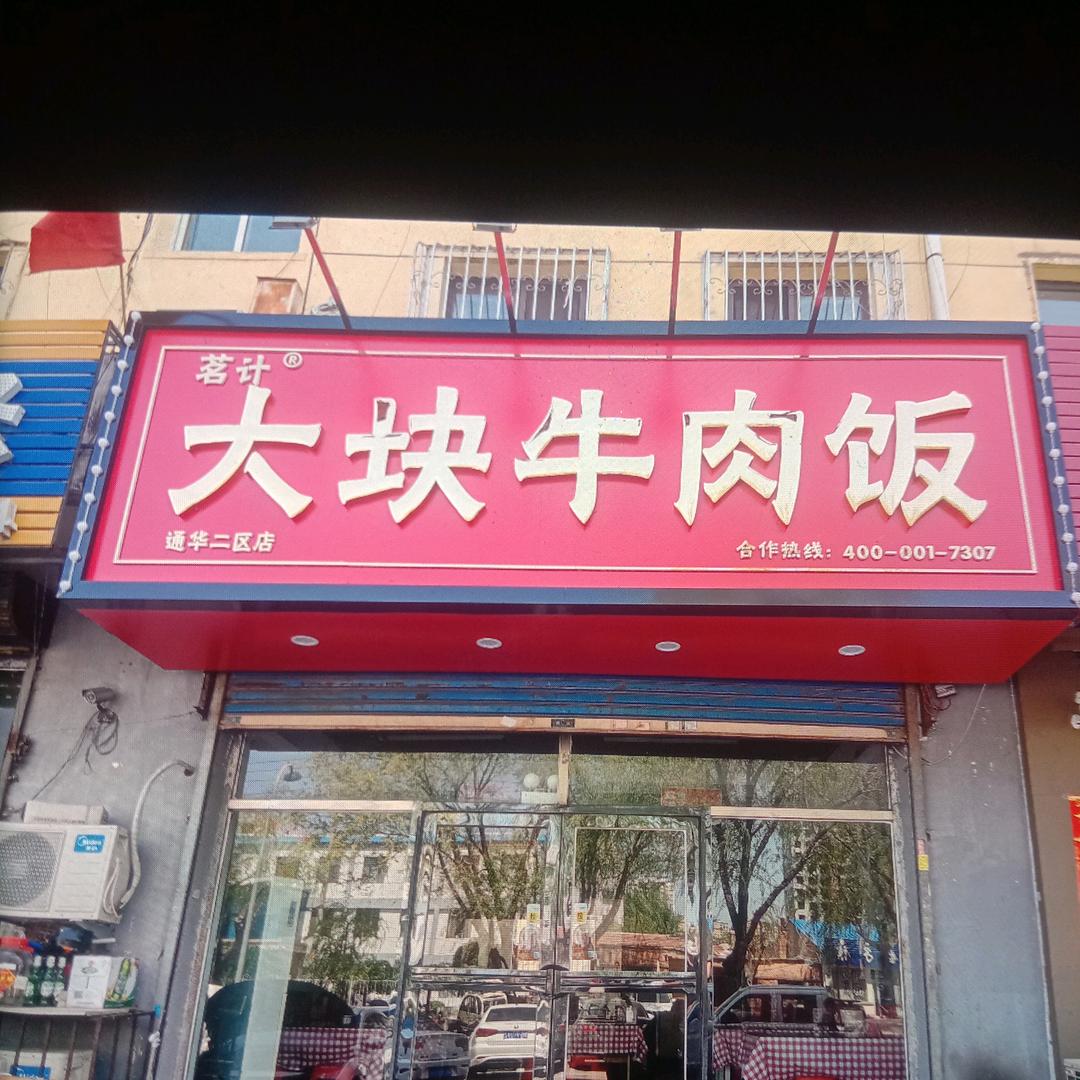 茗计®
大块牛肉饭
通华二区店
合作热线：400-001-7307
Midea